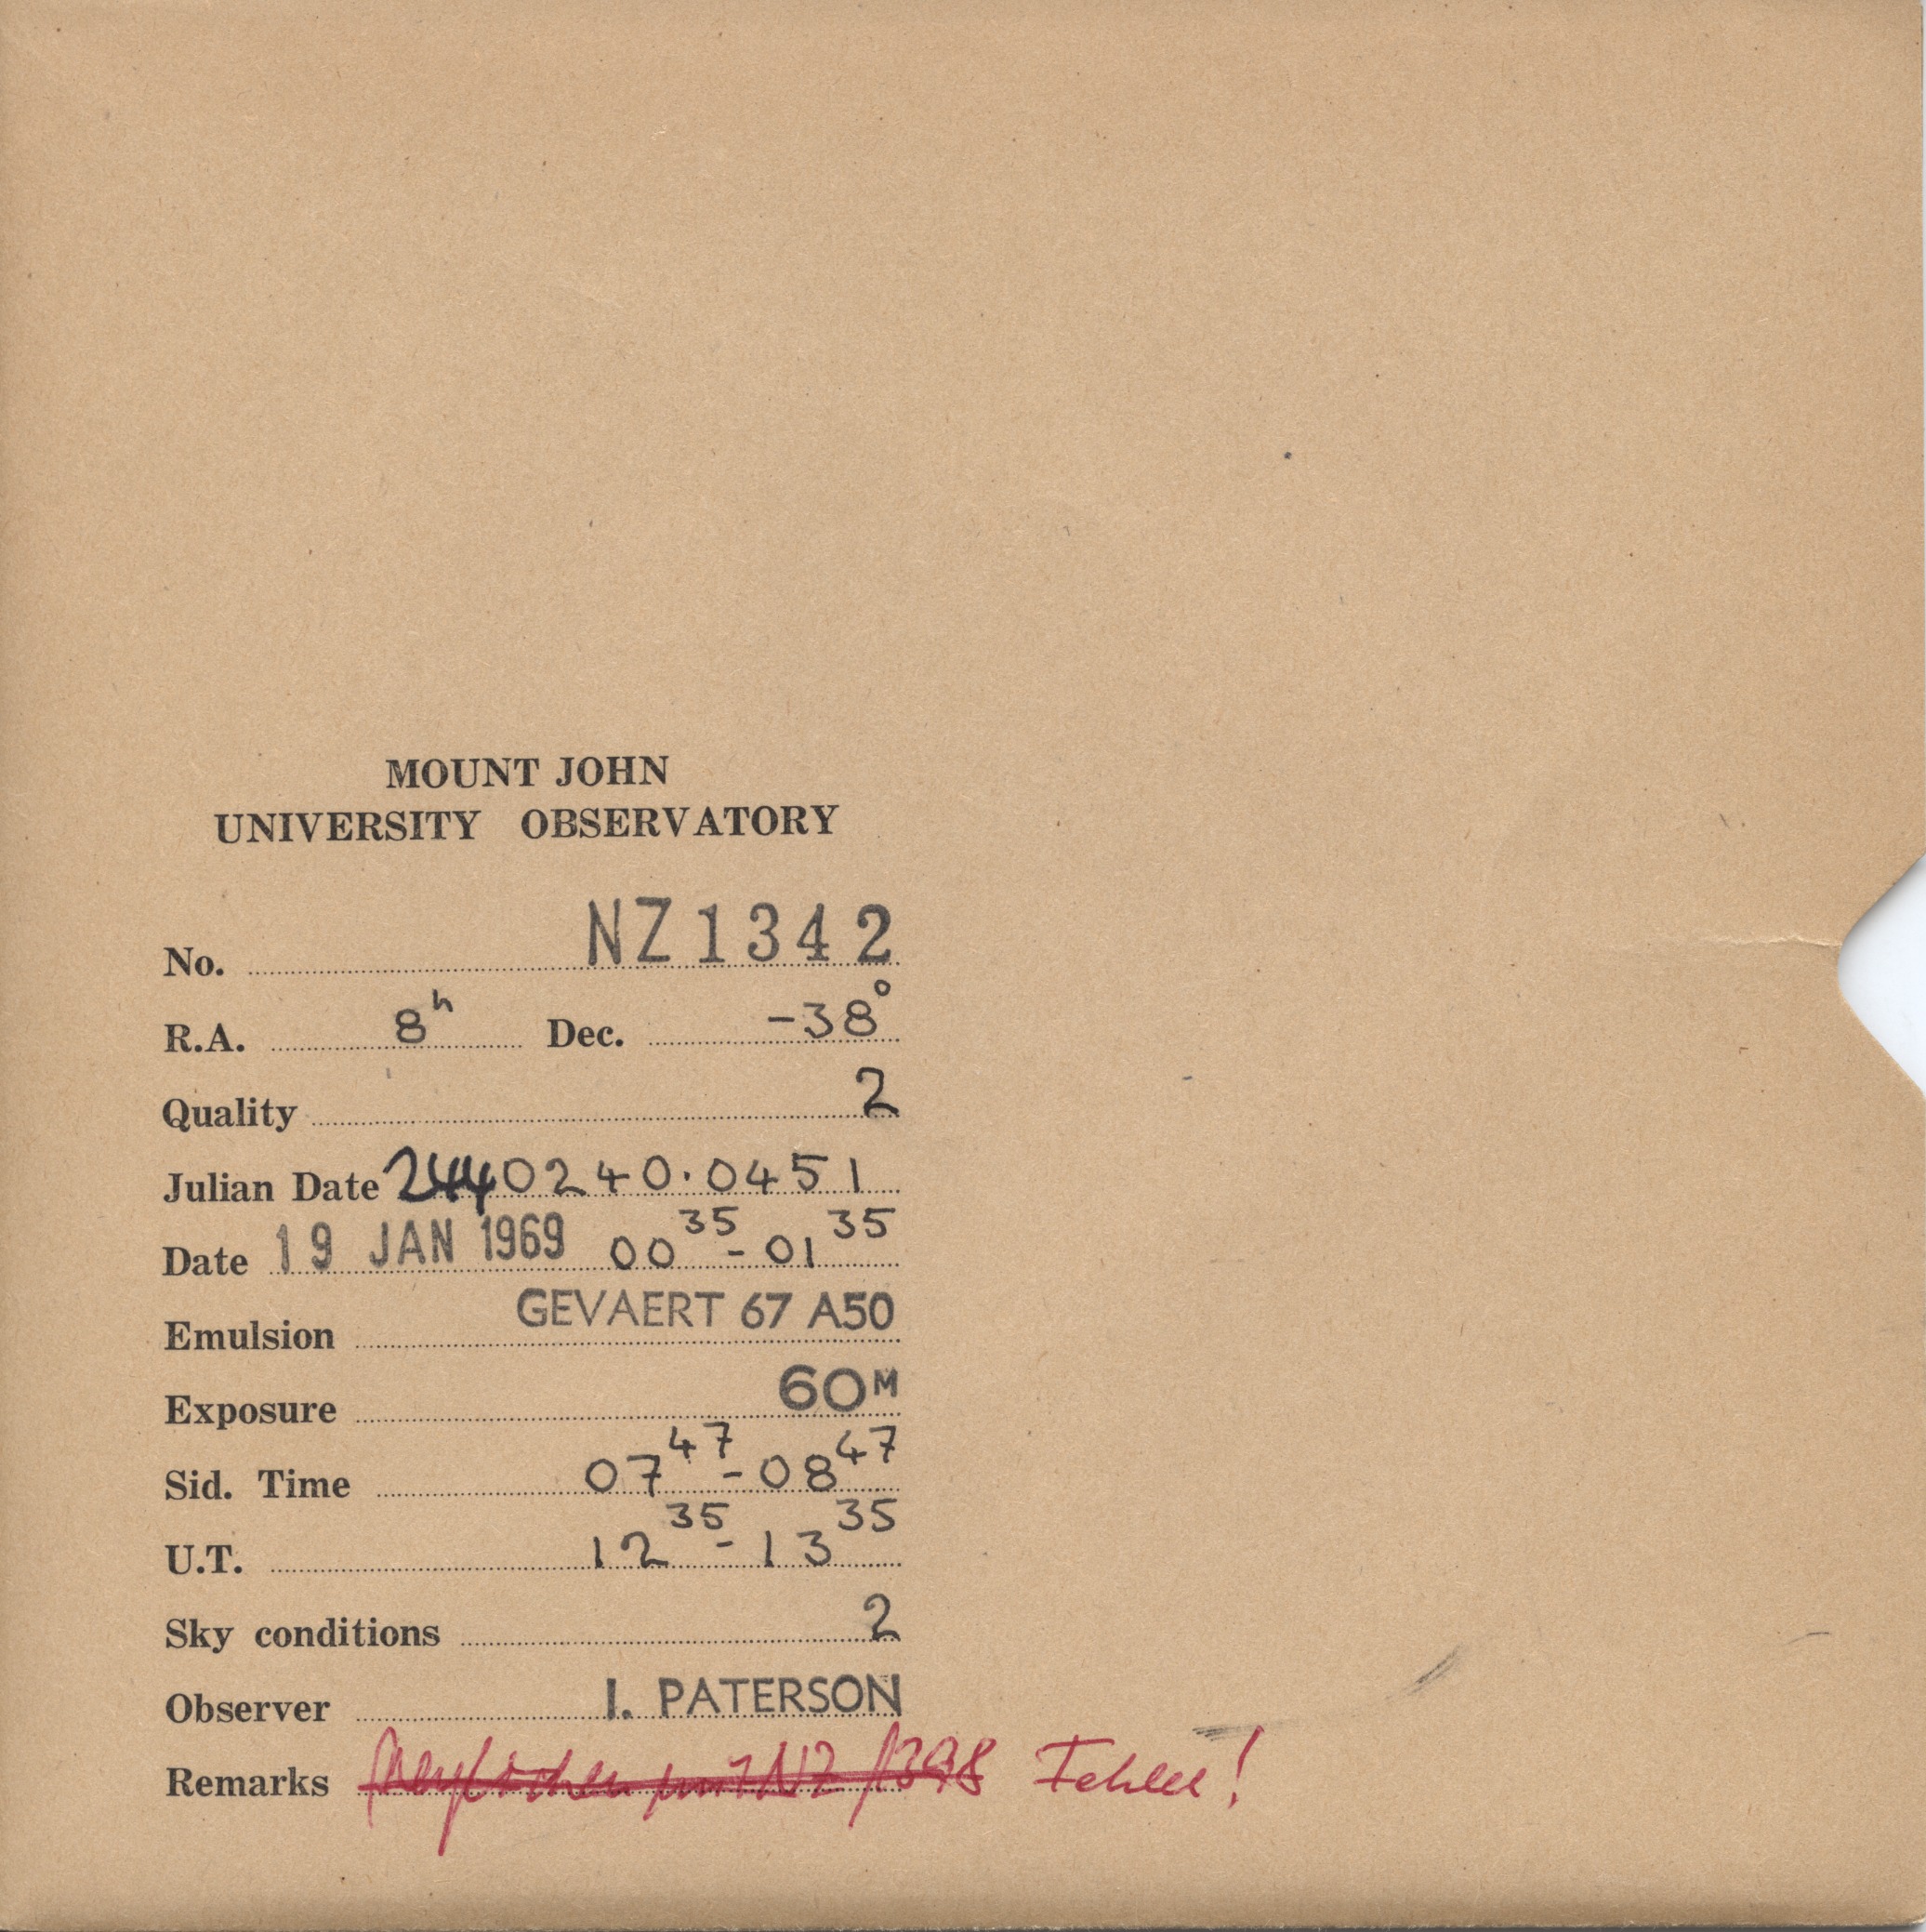 MOUNT JOHN
UNIVERSITY OBSERVATORY
No. NZ1342
R.A. 8h Dec. -38°
Quality 2
Julian Date 2440240.0451
Date 19 JAN 1969 00 35 - 01 35
Emulsion GEVAERT 67 A50
Exposure 60M
Sid. Time 07 47 - 08 47
U.T. 12 35 - 13 35
Sky conditions 2
Observer I. PATERSON
Remarks mit NZ Fehler!